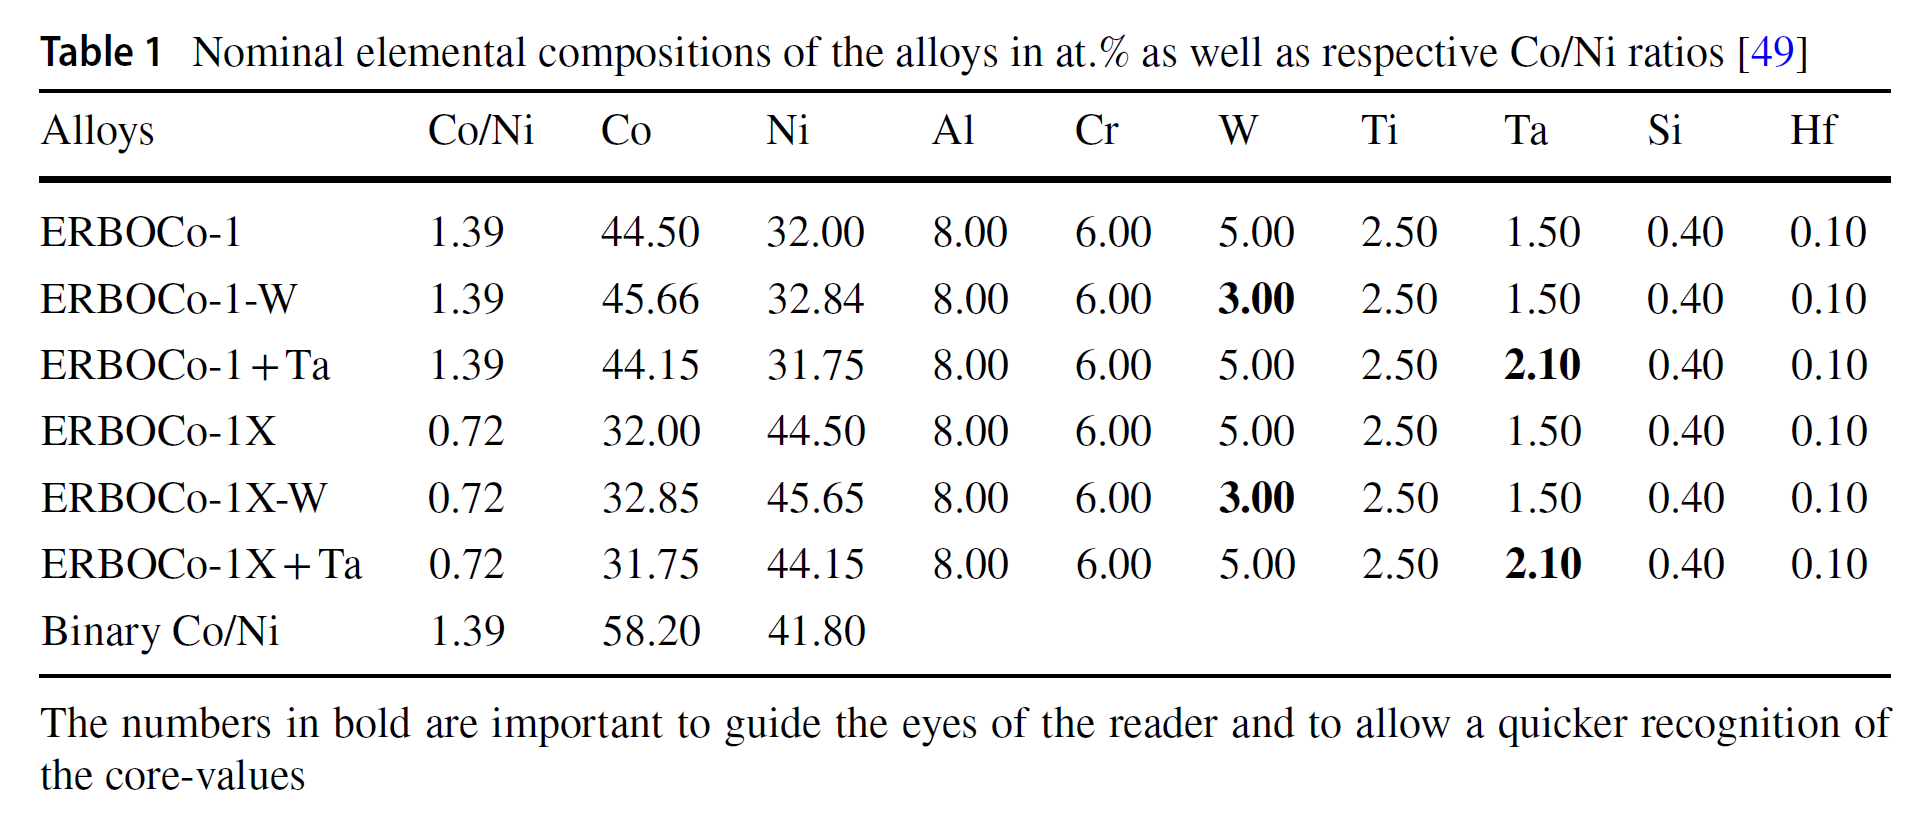 Table 1 Nominal elemental compositions of the alloys in at.% as well as respective Co/Ni ratios [49]
Alloys Co/Ni Co Ni Al Cr W Ti Ta Si Hf
ERBOCo-1 1.39 44.50 32.00 8.00 6.00 5.00 2.50 1.50 0.40 0.10
ERBOCo-1-W 1.39 45.66 32.84 8.00 6.00 3.00 2.50 1.50 0.40 0.10
ERBOCo-1 + Ta 1.39 44.15 31.75 8.00 6.00 5.00 2.50 2.10 0.40 0.10
ERBOCo-1X 0.72 32.00 44.50 8.00 6.00 5.00 2.50 1.50 0.40 0.10
ERBOCo-1X-W 0.72 32.85 45.65 8.00 6.00 3.00 2.50 1.50 0.40 0.10
ERBOCo-1X + Ta 0.72 31.75 44.15 8.00 6.00 5.00 2.50 2.10 0.40 0.10
Binary Co/Ni 1.39 58.20 41.80
The numbers in bold are important to guide the eyes of the reader and to allow a quicker recognition of
the core-values